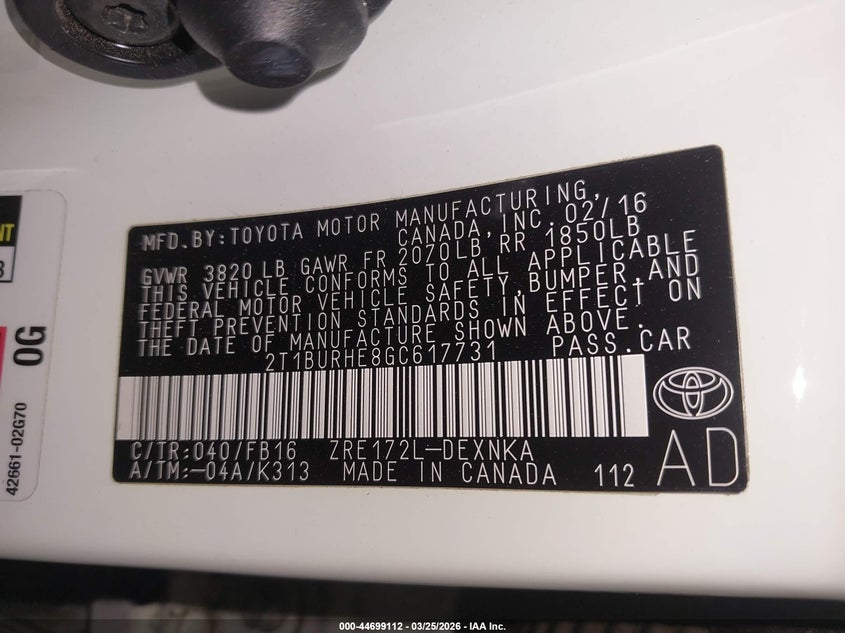 MFD.BY:TOYOTA MOTOR MANUFACTURING,
CANADA,INC. 02/16
GVWR 3820 LB GAWR FR 2070LB RR 1850LB
THIS VEHICLE CONFORMS TO ALL APPLICABLE
FEDERAL MOTOR VEHICLE SAFETY,BUMPER,AND
THEFT PREVENTION STANDARDS IN EFFECT ON
THE DATE OF MANUFACTURE SHOWN ABOVE.
2T1BURHE8GC617731 PASS.CAR
C/TR:040/FB16 ZRE172L-DEXNKA
A/TM:-04A/K313 MADE IN CANADA 112
AD
0G
42661-02G70
000-44699112 - 03/25/2026 - IAA Inc.